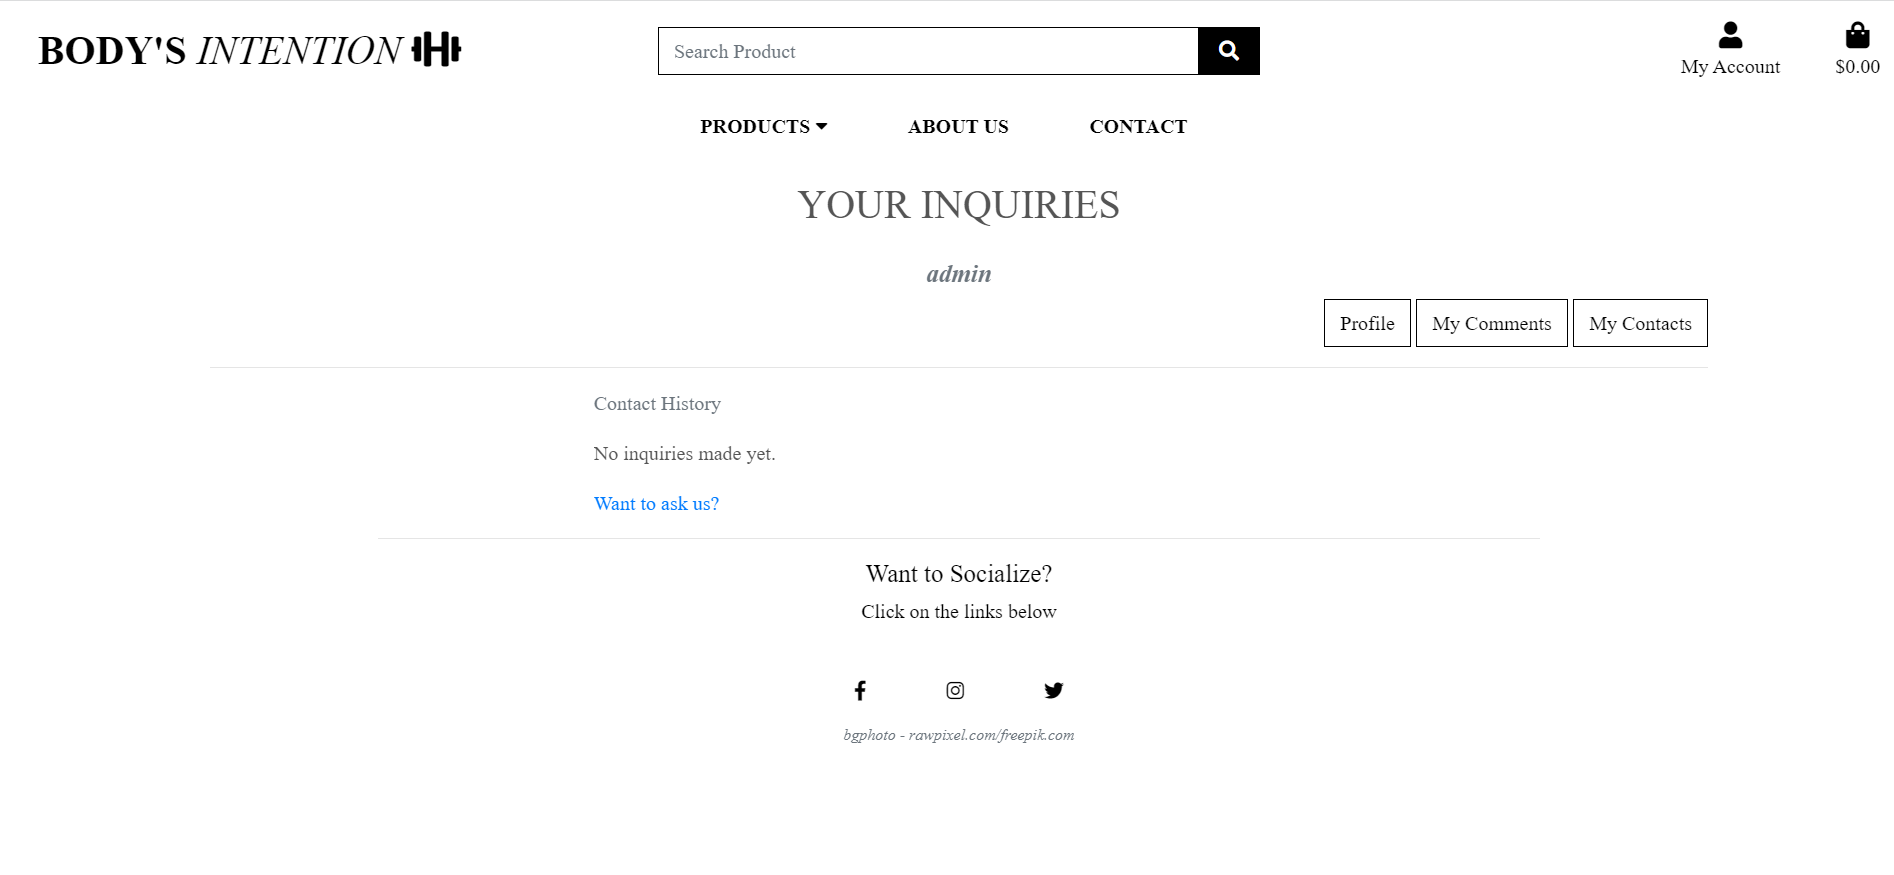 BODY'S INTENTION
Search Product
My Account
$0.00
PRODUCTS
ABOUT US
CONTACT
YOUR INQUIRIES
admin
Profile
My Comments
My Contacts
Contact History
No inquiries made yet.
Want to ask us?
Want to Socialize?
Click on the links below
bgphoto - rawpixel.com/freepik.com